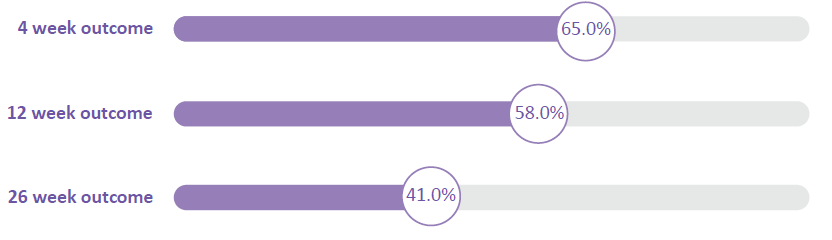 4 week outcome 65.0%
12 week outcome 58.0%
26 week outcome 41.0%